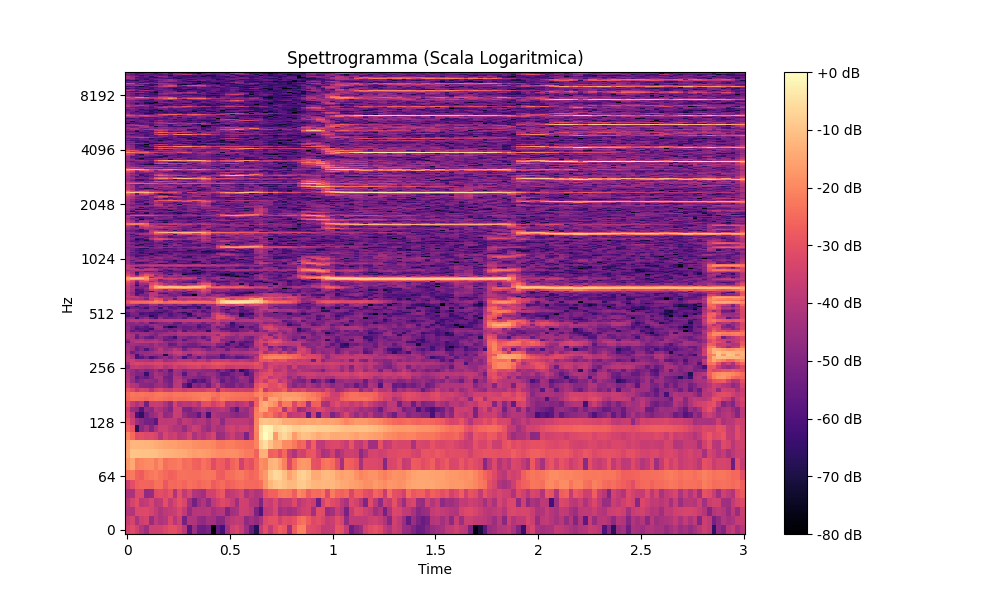 Spettrogramma (Scala Logaritmica)
8192
4096
2048
1024
512
256
128
64
0
Hz
0
0.5
1
1.5
2
2.5
3
Time
+0 dB
-10 dB
-20 dB
-30 dB
-40 dB
-50 dB
-60 dB
-70 dB
-80 dB